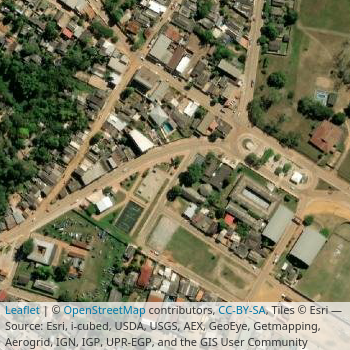 Leaflet | © OpenStreetMap contributors, CC-BY-SA, Tiles © Esri —
Source: Esri, i-cubed, USDA, USGS, AEX, GeoEye, Getmapping,
Aerogrid, IGN, IGP, UPR-EGP, and the GIS User Community